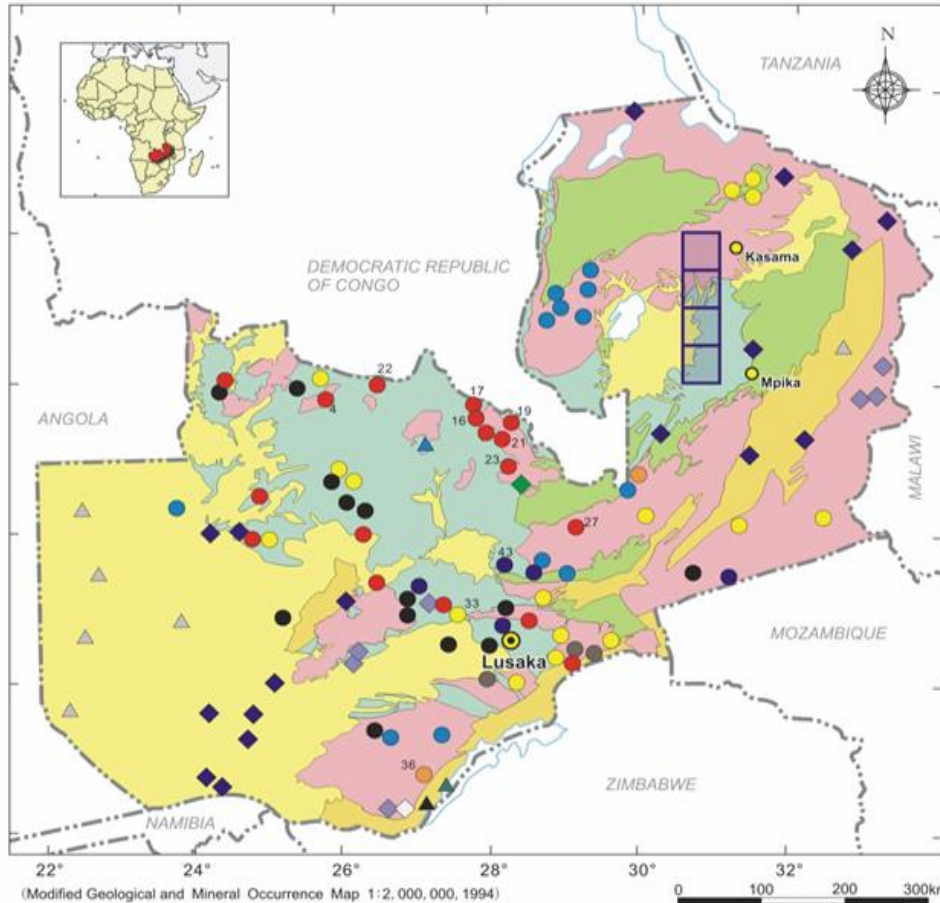 N
TANZANIA
Kasama
DEMOCRATIC REPUBLIC
OF CONGO
22
Mpika
17
4
16
19
ANGOLA
21
MALAWI
23
27
43
33
MOZAMBIQUE
Lusaka
36
ZIMBABWE
NAMIBIA
22° 24° 26° 28° 30° 32°
(Modified Geological and Mineral Occurrence Map 1:2, 000, 000, 1994)
0 100 200 300km